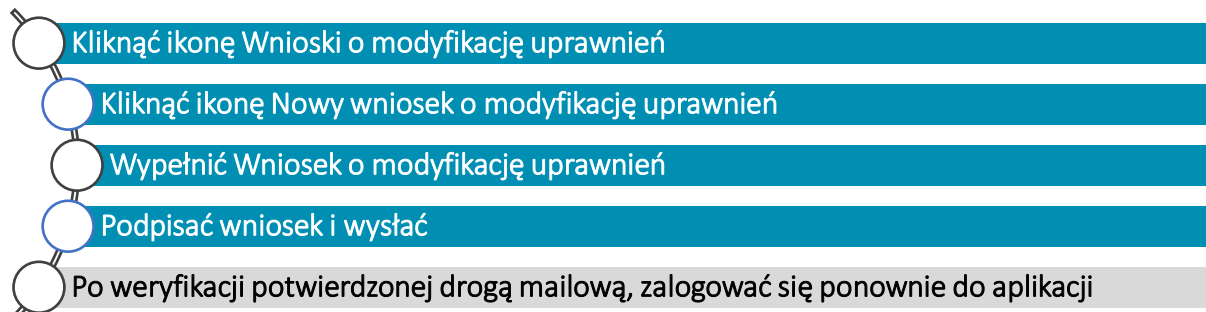 Kliknąć ikonę Wnioski o modyfikację uprawnień
Kliknąć ikonę Nowy wniosek o modyfikację uprawnień
Wypełnić Wniosek o modyfikację uprawnień
Podpisać wniosek i wysłać
Po weryfikacji potwierdzonej drogą mailową, zalogować się ponownie do aplikacji